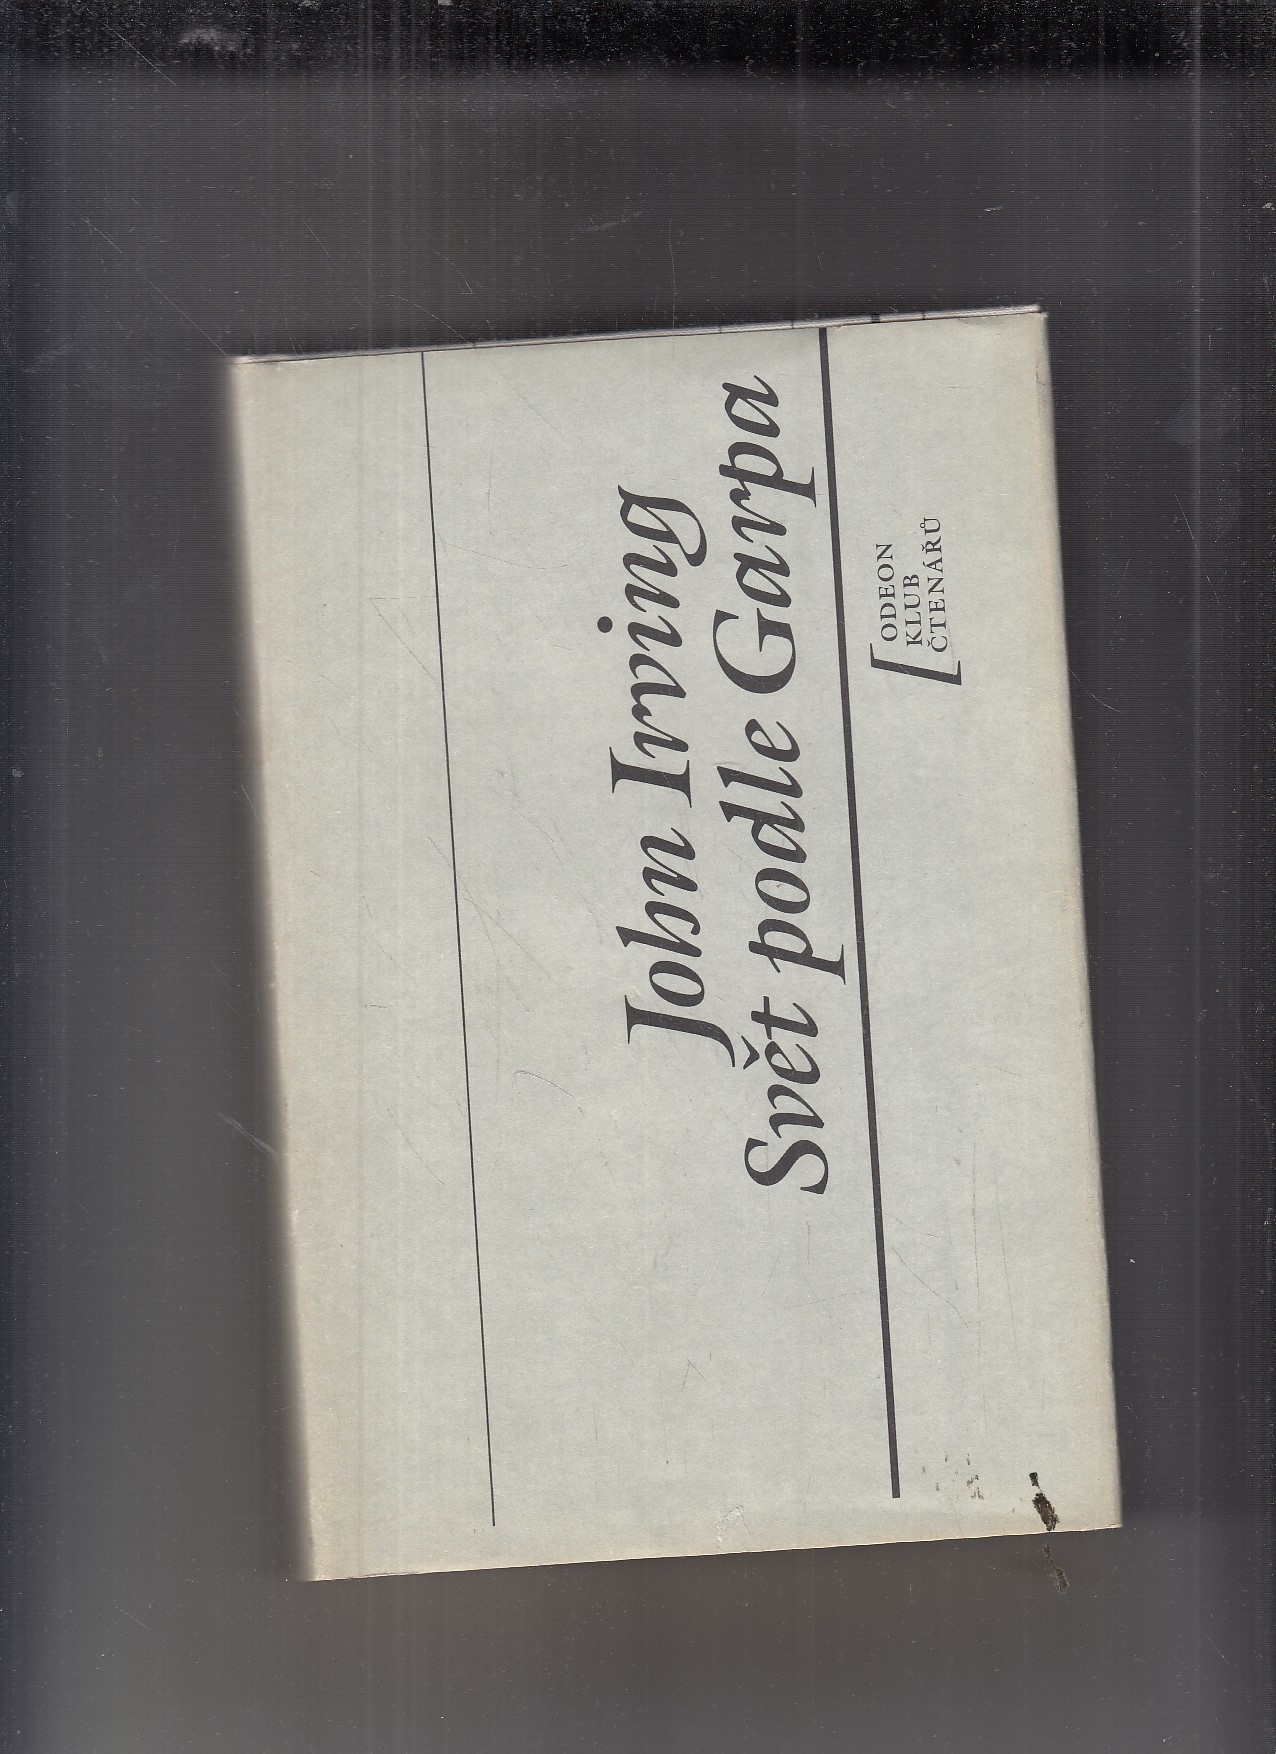 John Irving
Svět podle Garpa
ODEON
KLUB
ČTENÁŘŮ